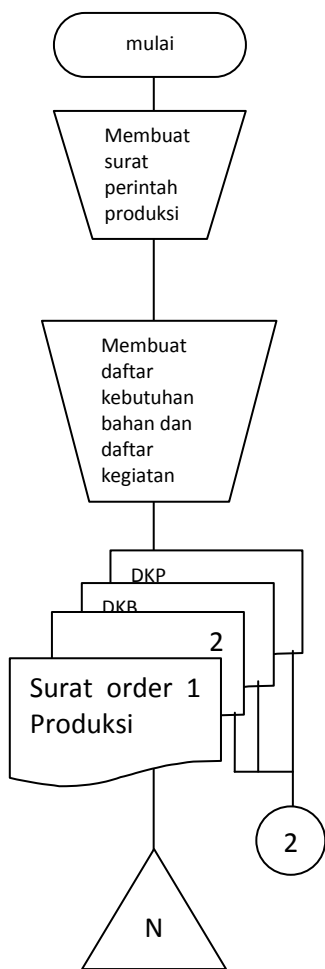 mulai
Membuat
surat
perintah
produksi
Membuat
daftar
kebutuhan
bahan dan
daftar
kegiatan
DKP
DKB
2
Surat order 1
Produksi
2
N